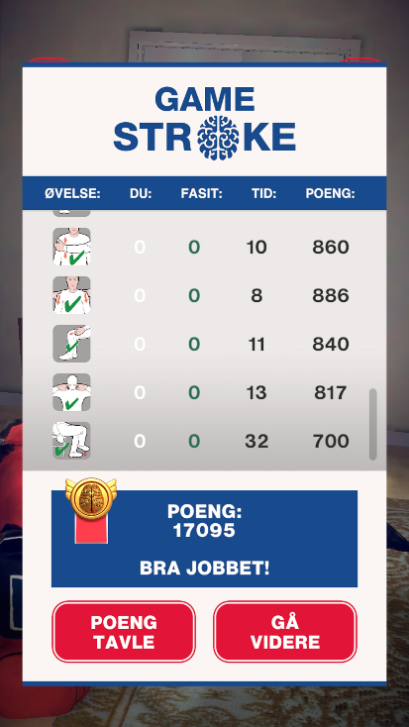 GAME
STROKE
ØVELSE: DU: FASIT: TID: POENG:
0 0 10 860
0 0 8 886
0 0 11 840
0 0 13 817
0 0 32 700
POENG:
17095
BRA JOBBET!
POENG
TAVLE
GÅ
VIDERE